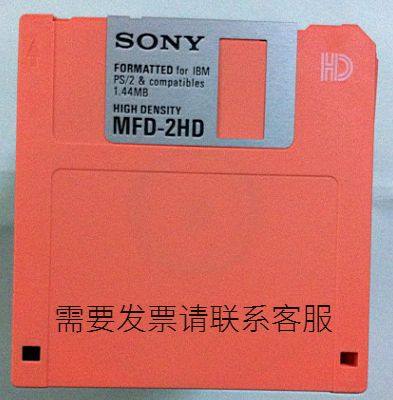 SONY
HD
FORMATTED for IBM
PS/2 & compatibles
1.44MB
HIGH DENSITY
MFD-2HD
需要发票请联系客服